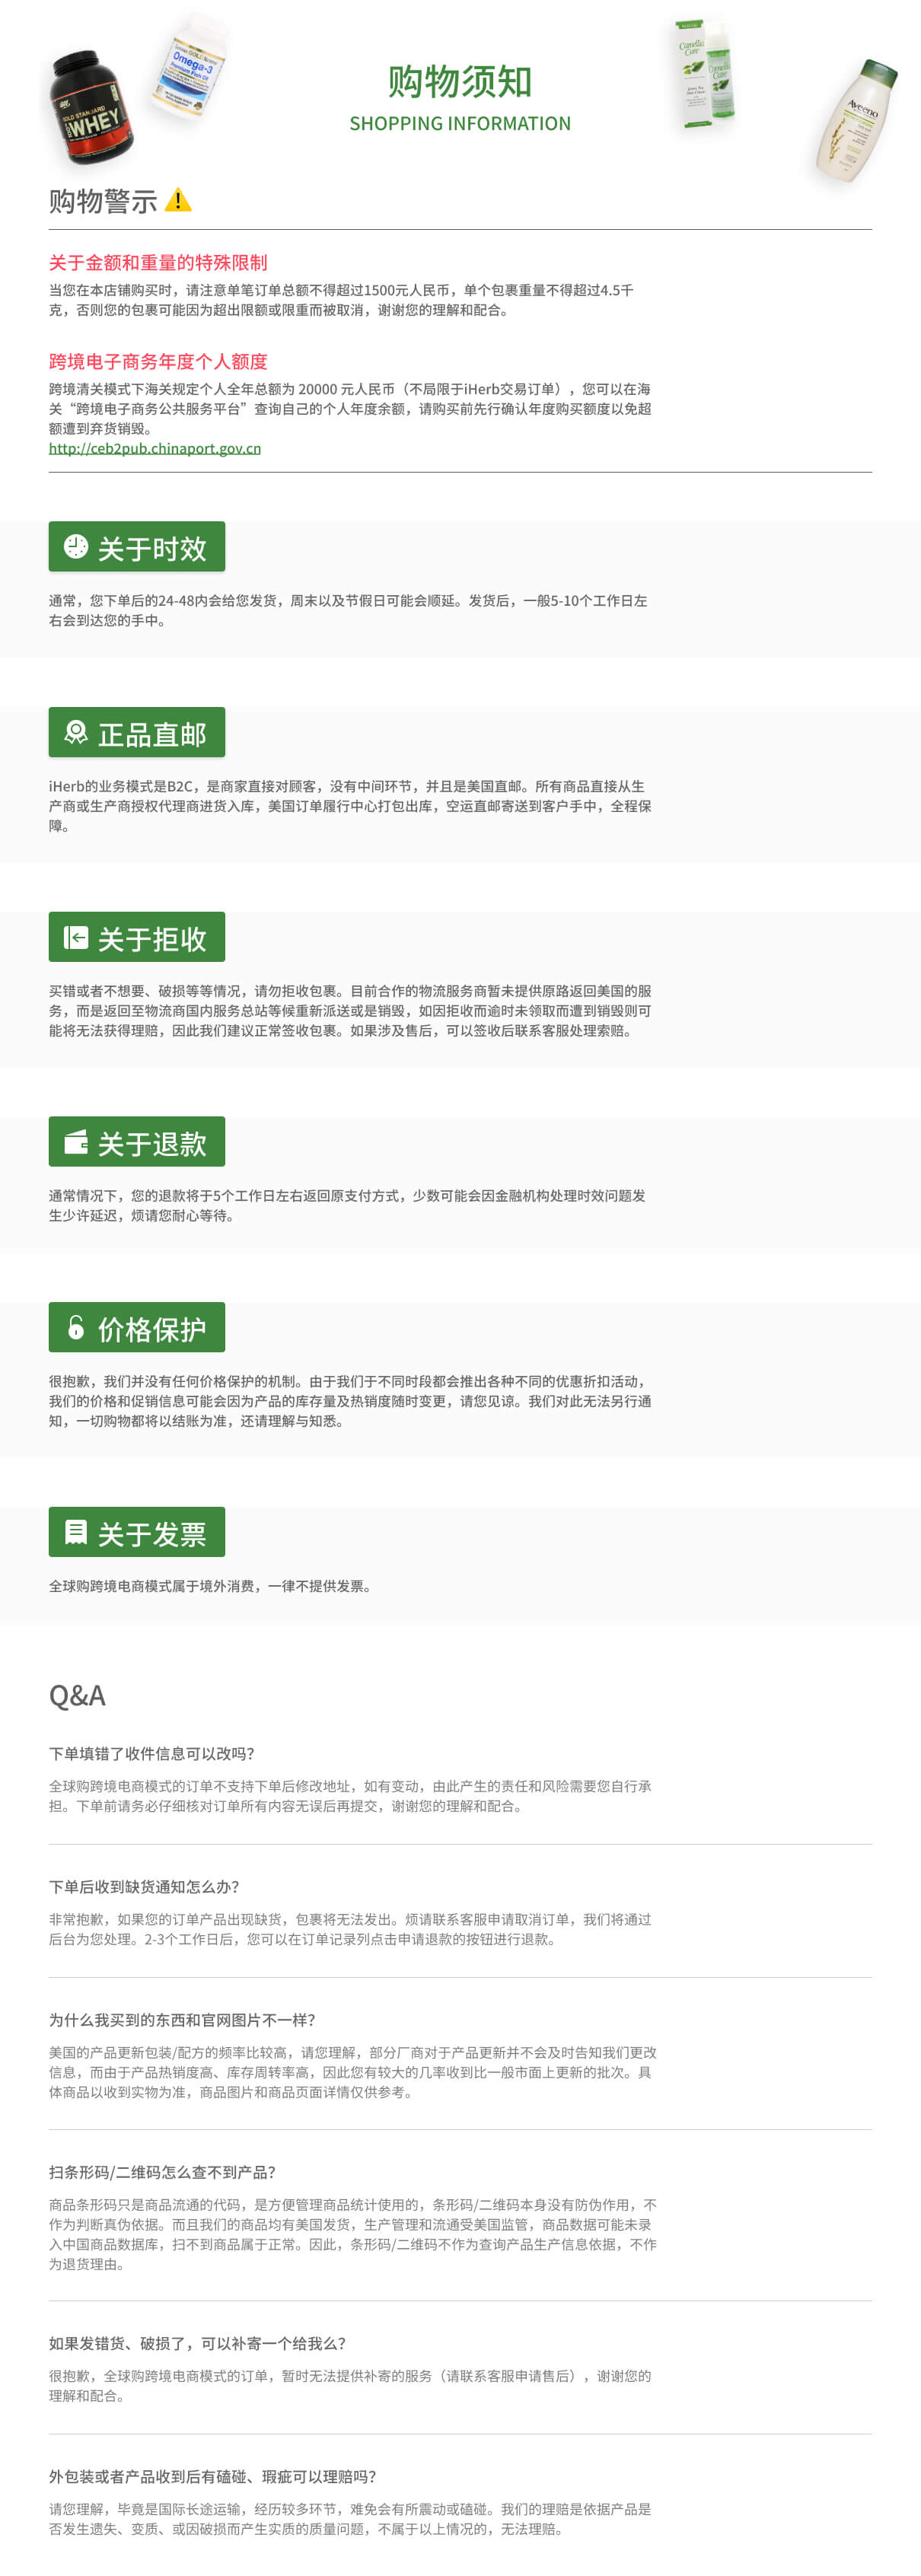 GOLD STANDARD
WHEY
CALIFORNIA GOLD NUTRITION
Omega-3
Premium Fish Oil
购物须知
SHOPPING INFORMATION
Camellia
Care
Camellia
Care
Aveeno
购物警示
关于金额和重量的特殊限制
当您在本店铺购买时，请注意单笔订单总额不得超过1500元人民币，单个包裹重量不得超过4.5千
克，否则您的包裹可能因为超出限额或限重而被取消，谢谢您的理解和配合。
跨境电子商务年度个人额度
跨境清关模式下海关规定个人全年总额为 20000 元人民币（不局限于iHerb交易订单），您可以在海
关“跨境电子商务公共服务平台”查询自己的个人年度余额，请购买前先行确认年度购买额度以免超
额遭到弃货销毁。
http://ceb2pub.chinaport.gov.cn
关于时效
通常，您下单后的24-48内会给您发货，周末以及节假日可能会顺延。发货后，一般5-10个工作日左
右会到达您的手中。
正品直邮
iHerb的业务模式是B2C，是商家直接对顾客，没有中间环节，并且是美国直邮。所有商品直接从生
产商或生产商授权代理商进货入库，美国订单履行中心打包出库，空运直邮寄送到客户手中，全程保
障。
关于拒收
买错或者不想要、破损等等情况，请勿拒收包裹。目前合作的物流服务商暂未提供原路返回美国的服
务，而是返回至物流商国内服务总站等候重新派送或是销毁，如因拒收而逾时未领取而遭到销毁则可
能将无法获得理赔，因此我们建议正常签收包裹。如果涉及售后，可以签收后联系客服处理索赔。
关于退款
通常情况下，您的退款将于5个工作日左右返回原支付方式，少数可能会因金融机构处理时效问题发
生少许延迟，烦请您耐心等待。
价格保护
很抱歉，我们并没有任何价格保护的机制。由于我们于不同时段都会推出各种不同的优惠折扣活动，
我们的价格和促销信息可能会因为产品的库存量及热销度随时变更，请您见谅。我们对此无法另行通
知，一切购物都将以结账为准，还请理解与知悉。
关于发票
全球购跨境电商模式属于境外消费，一律不提供发票。
Q&A
下单填错了收件信息可以改吗？
全球购跨境电商模式的订单不支持下单后修改地址，如有变动，由此产生的责任和风险需要您自行承
担。下单前请务必仔细核对订单所有内容无误后再提交，谢谢您的理解和配合。
下单后收到缺货通知怎么办？
非常抱歉，如果您的订单产品出现缺货，包裹将无法发出。烦请联系客服申请取消订单，我们将通过
后台为您处理。2-3个工作日后，您可以在订单记录列点击申请退款的按钮进行退款。
为什么我买到的东西和官网图片不一样？
美国的产品更新包装/配方的频率比较高，请您理解，部分厂商对于产品更新并不会及时告知我们更改
信息，而由于产品热销度高、库存周转率高，因此您有较大的几率收到比一般市面上更新的批次。具
体商品以收到实物为准，商品图片和商品页面详情仅供参考。
扫条形码/二维码怎么查不到产品？
商品条形码只是商品流通的代码，是方便管理商品统计使用的，条形码/二维码本身没有防伪作用，不
作为判断真伪依据。而且我们的商品均有美国发货，生产管理和流通受美国监管，商品数据可能未录
入中国商品数据库，扫不到商品属于正常。因此，条形码/二维码不作为查询产品生产信息依据，不作
为退货理由。
如果发错货、破损了，可以补寄一个给我么？
很抱歉，全球购跨境电商模式的订单，暂时无法提供补寄的服务（请联系客服申请售后），谢谢您的
理解和配合。
外包装或者产品收到后有磕碰、瑕疵可以理赔吗？
请您理解，毕竟是国际长途运输，经历较多环节，难免会有所震动或磕碰。我们的理赔是依据产品是
否发生遗失、变质、或因破损而产生实质的质量问题，不属于以上情况的，无法理赔。